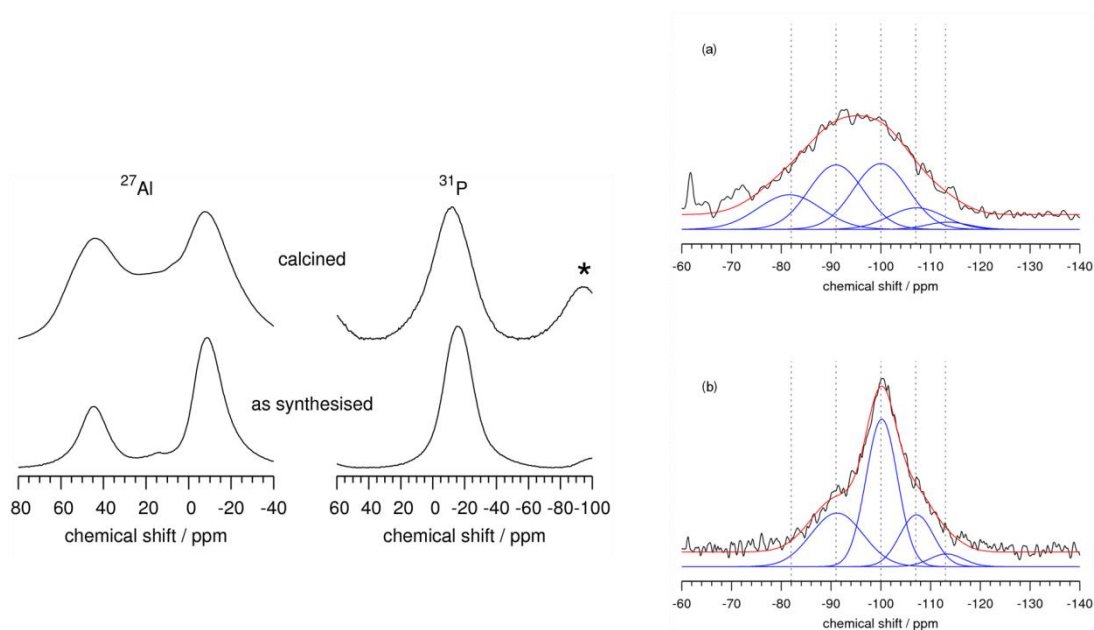 27Al
31P
calcined
*
as synthesised
80 60 40 20 0 -20 -40
chemical shift / ppm
60 40 20 0 -20 -40 -60 -80-100
chemical shift / ppm
(a)
-60 -70 -80 -90 -100 -110 -120 -130 -140
chemical shift / ppm
(b)
-60 -70 -80 -90 -100 -110 -120 -130 -140
chemical shift / ppm